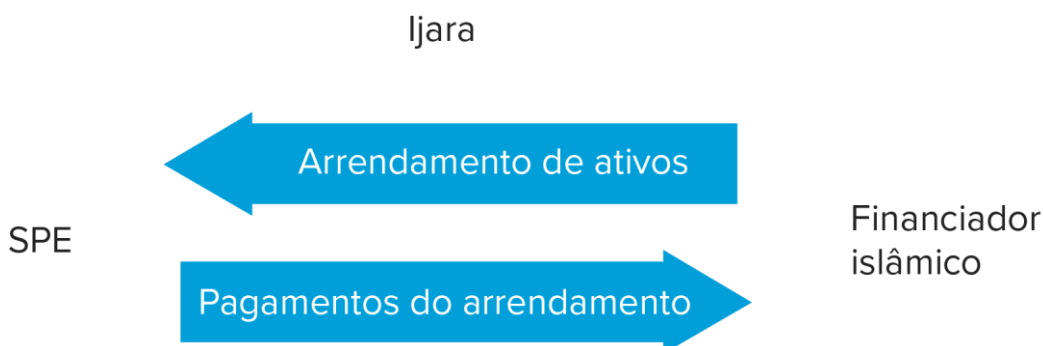 Ijara
Arrendamento de ativos
SPE
Financiador
islâmico
Pagamentos do arrendamento